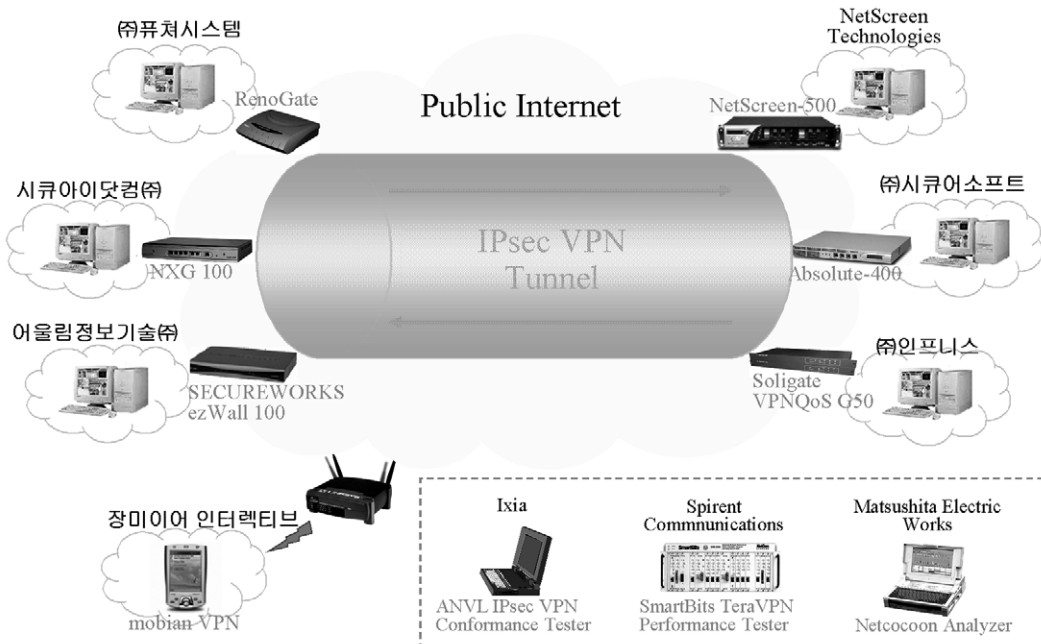 ㈜퓨쳐시스템
RenoGate
Public Internet
NetScreen
Technologies
NetScreen-500
시큐아이닷컴㈜
NXG 100
IPsec VPN
Tunnel
㈜시큐어소프트
Absolute-400
어울림정보기술㈜
SECUREWORKS
ezWall 100
㈜인프니스
Soligate
VPNQoS G50
장미이어 인터렉티브
mobian VPN
Ixia
ANVL IPsec VPN
Conformance Tester
Spirent
Commnunications
SmartBits
SmartBits TeraVPN
Performance Tester
Matsushita Electric
Works
Netcocoon Analyzer